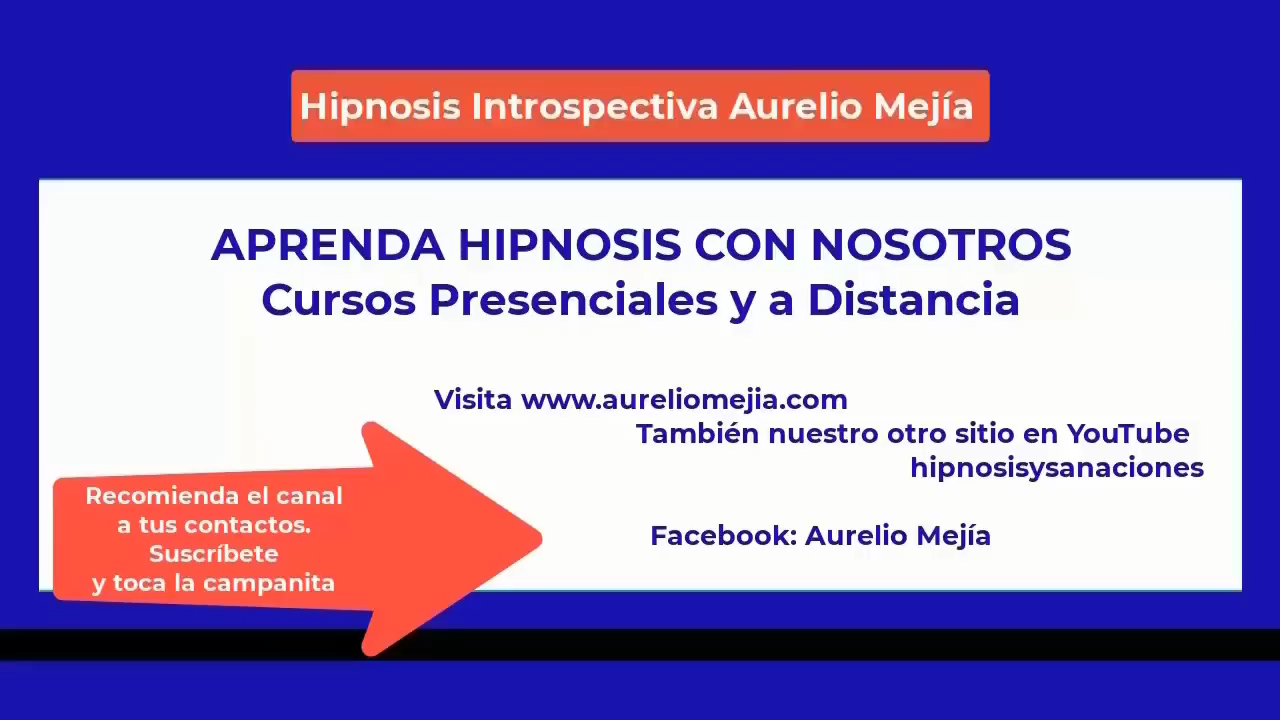 Hipnosis Introspectiva Aurelio Mejía
APRENDA HIPNOSIS CON NOSOTROS
Cursos Presenciales y a Distancia
Visita www.aureliomejia.com
También nuestro otro sitio en YouTube
hipnosisysanaciones
Facebook: Aurelio Mejía
Recomienda el canal
a tus contactos.
Suscríbete
y toca la campanita